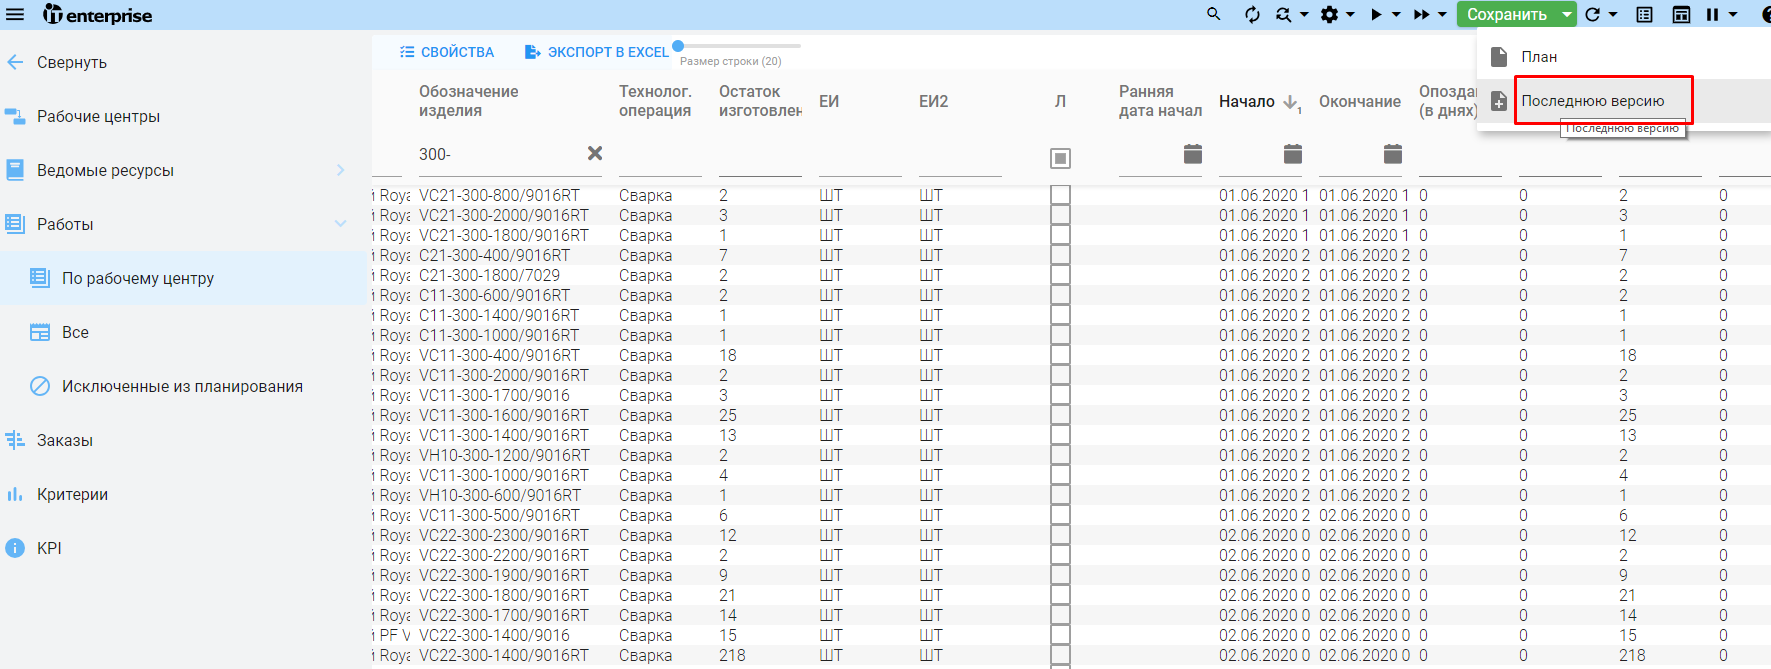 enterprise
Сохранить
Свернуть
Рабочие центры
Ведомые ресурсы
Работы
По рабочему центру
Все
Исключенные из планирования
Заказы
Критерии
KPI
СВОЙСТВА ЭКСПОРТ В EXCEL Размер строки (20)
План
Последнюю версию
Последнюю версию
Обозначение изделия Технолог. операция Остаток ЕИ ЕИ2 Л Ранняя дата начал Начало 1 Окончание (в днях)
300-
VC21-300-800/9016RT Сварка 2 ШТ ШТ 01.06.2020 1 01.06.2020 1 0 0 2 0
VC21-300-2000/9016RT Сварка 3 ШТ ШТ 01.06.2020 1 01.06.2020 1 0 0 3 0
VC21-300-1800/9016RT Сварка 1 ШТ ШТ 01.06.2020 1 01.06.2020 1 0 0 1 0
C21-300-400/9016RT Сварка 7 ШТ ШТ 01.06.2020 2 01.06.2020 2 0 0 7 0
C21-300-1800/7029 Сварка 2 ШТ ШТ 01.06.2020 2 01.06.2020 2 0 0 2 0
C11-300-600/9016RT Сварка 2 ШТ ШТ 01.06.2020 2 01.06.2020 2 0 0 2 0
C11-300-1400/9016RT Сварка 1 ШТ ШТ 01.06.2020 2 01.06.2020 2 0 0 1 0
C11-300-1000/9016RT Сварка 1 ШТ ШТ 01.06.2020 2 01.06.2020 2 0 0 1 0
VC11-300-400/9016RT Сварка 18 ШТ ШТ 01.06.2020 2 01.06.2020 2 0 0 18 0
VC11-300-2000/9016RT Сварка 2 ШТ ШТ 01.06.2020 2 01.06.2020 2 0 0 2 0
VC11-300-1700/9016 Сварка 3 ШТ ШТ 01.06.2020 2 01.06.2020 2 0 0 3 0
VC11-300-1600/9016RT Сварка 25 ШТ ШТ 01.06.2020 2 01.06.2020 2 0 0 25 0
VC11-300-1400/9016RT Сварка 13 ШТ ШТ 01.06.2020 2 01.06.2020 2 0 0 13 0
VH10-300-1200/9016RT Сварка 2 ШТ ШТ 01.06.2020 2 01.06.2020 2 0 0 2 0
VC11-300-1000/9016RT Сварка 4 ШТ ШТ 01.06.2020 2 01.06.2020 2 0 0 4 0
VH10-300-600/9016RT Сварка 1 ШТ ШТ 01.06.2020 2 01.06.2020 2 0 0 1 0
VC11-300-500/9016RT Сварка 6 ШТ ШТ 01.06.2020 2 02.06.2020 0 0 0 6 0
VC22-300-2300/9016RT Сварка 12 ШТ ШТ 02.06.2020 0 02.06.2020 0 0 0 12 0
VC22-300-2200/9016RT Сварка 2 ШТ ШТ 02.06.2020 0 02.06.2020 0 0 0 2 0
VC22-300-1900/9016RT Сварка 9 ШТ ШТ 02.06.2020 0 02.06.2020 0 0 0 9 0
VC22-300-1800/9016RT Сварка 21 ШТ ШТ 02.06.2020 0 02.06.2020 0 0 0 21 0
VC22-300-1700/9016RT Сварка 14 ШТ ШТ 02.06.2020 0 02.06.2020 0 0 0 14 0
VC22-300-1400/9016 Сварка 15 ШТ ШТ 02.06.2020 0 02.06.2020 0 0 0 15 0
VC22-300-1400/9016RT Сварка 218 ШТ ШТ 02.06.2020 0 02.06.2020 0 0 0 218 0